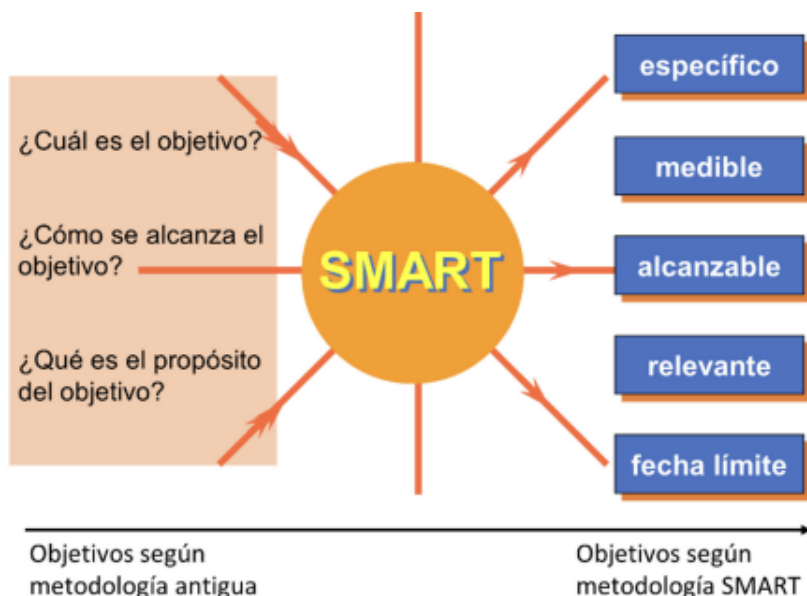 ¿Cuál es el objetivo?
¿Cómo se alcanza el
objetivo?
¿Qué es el propósito
del objetivo?
SMART
específico
medible
alcanzable
relevante
fecha límite
Objetivos según
metodología antigua
Objetivos según
metodología SMART